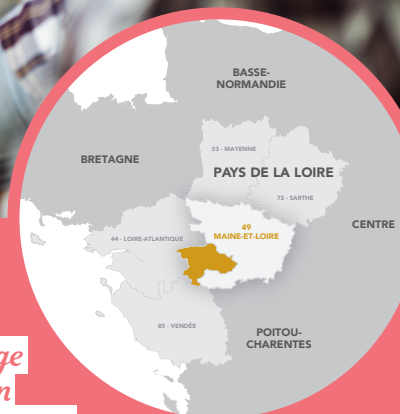 BASSE-
NORMANDIE
53 - MAYENNE
BRETAGNE
PAYS DE LA LOIRE
72 - SARTHE
49
MAINE-ET-LOIRE
CENTRE
44 - LOIRE-ATLANTIQUE
85 - VENDÉE
POITOU-
CHARENTES